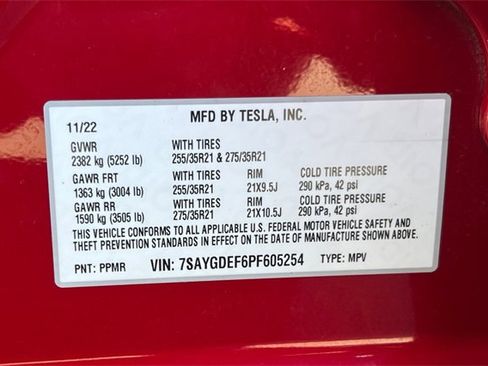 MFD BY TESLA, INC.
11/22
GVWR WITH TIRES
2382 kg (5252 lb) 255/35R21 & 275/35R21
GAWR FRT WITH TIRES RIM COLD TIRE PRESSURE
1363 kg (3004 lb) 255/35R21 21X9.5J 290 kPa, 42 psi
GAWR RR WITH TIRES RIM COLD TIRE PRESSURE
1590 kg (3505 lb) 275/35R21 21X10.5J 290 kPa, 42 psi
THIS VEHICLE CONFORMS TO ALL APPLICABLE U.S. FEDERAL MOTOR VEHICLE SAFETY AND
THEFT PREVENTION STANDARDS IN EFFECT ON THE DATE OF MANUFACTURE SHOWN ABOVE.
PNT: PPMR VIN: 7SAYGDEF6PF605254 TYPE: MPV